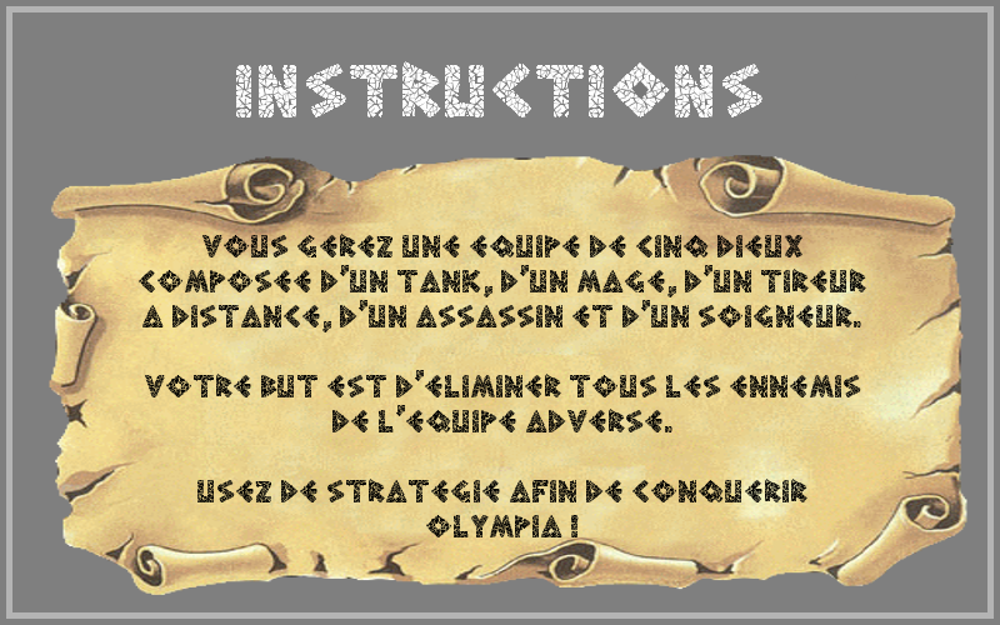 INSTRUCTIONS
VOUS GEREZ UNE EQUIPE DE CINQ DIEUX
COMPOSEE D'UN TANK, D'UN MAGE, D'UN TIREUR
A DISTANCE, D'UN ASSASSIN ET D'UN SOIGNEUR.
VOTRE BUT EST D'ELIMINER TOUS LES ENNEMIS
DE L'EQUIPE ADVERSE.
USEZ DE STRATEGIE AFIN DE CONQUERIR
OLYMPIA !